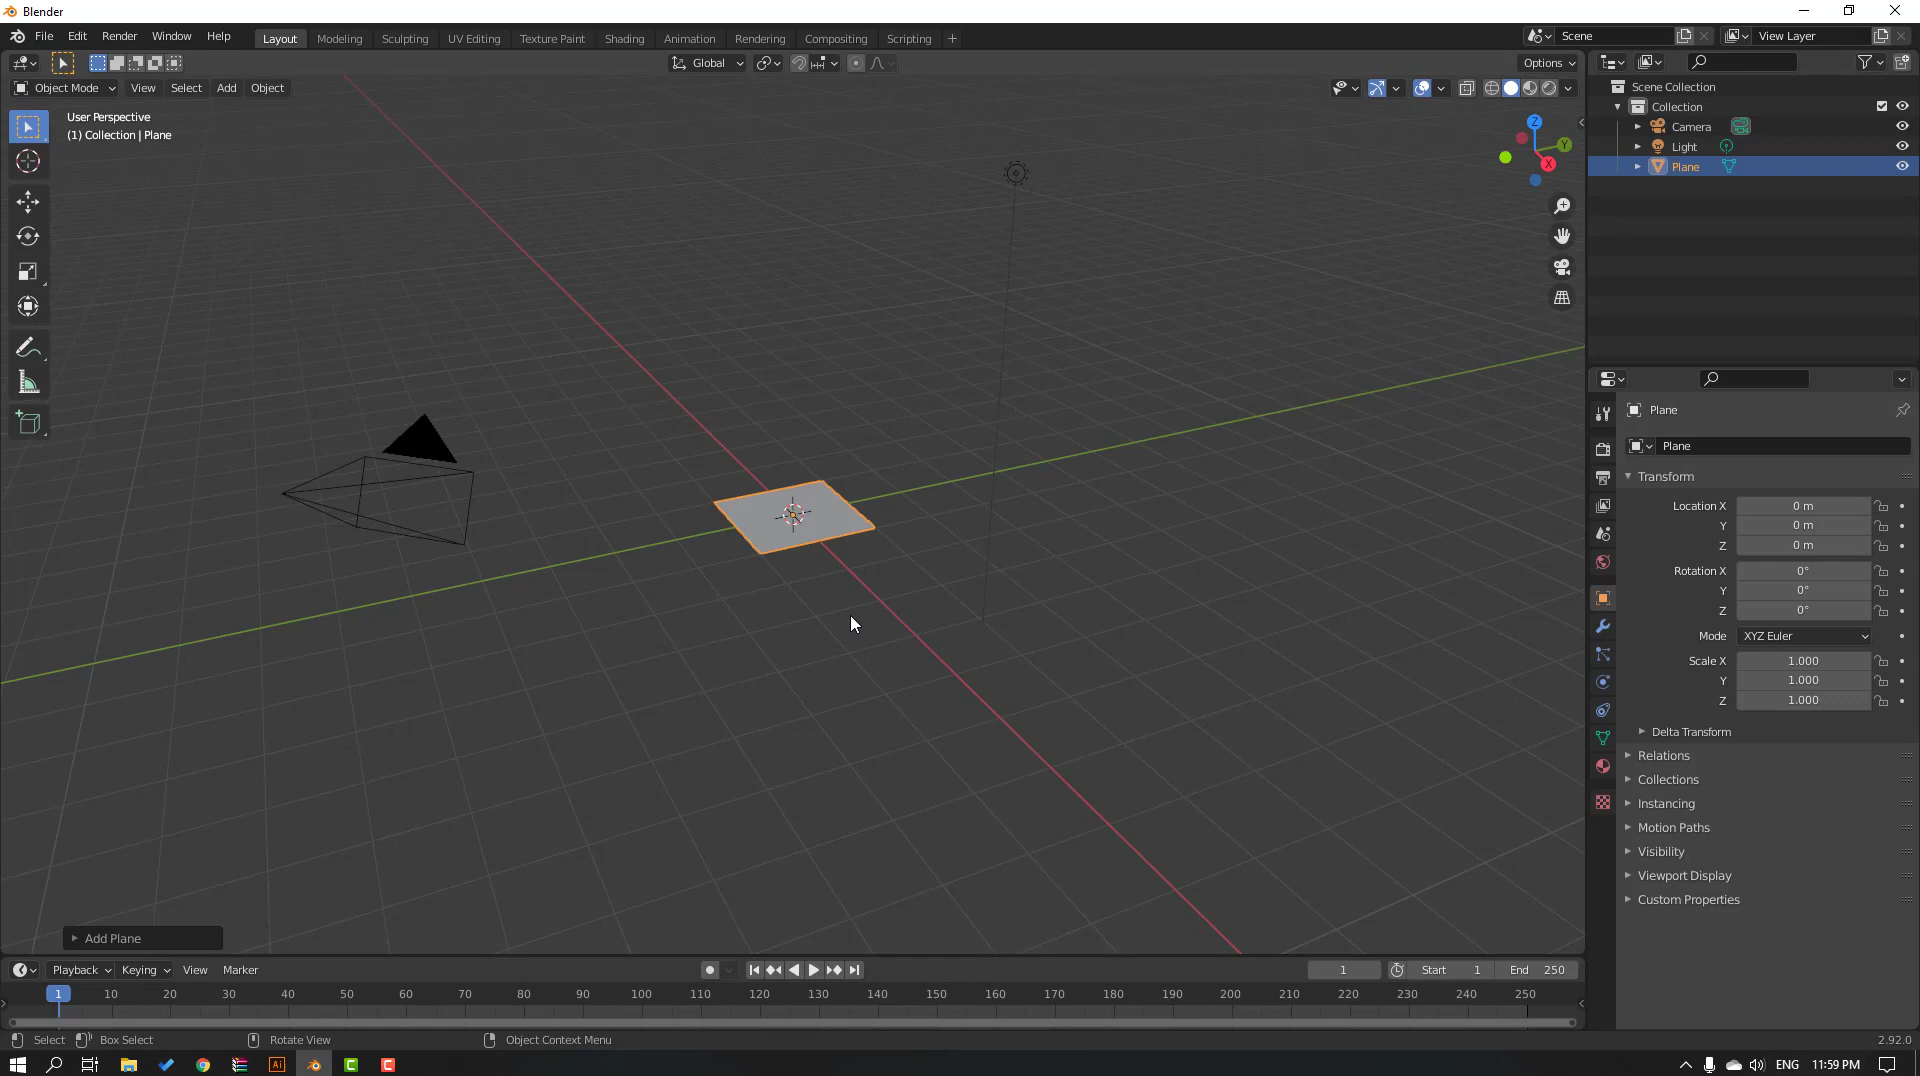 Blender
File Edit Render Window Help
Layout Modeling Sculpting UV Editing Texture Paint Shading Animation Rendering Compositing Scripting +
Scene
View Layer
Global
Options
Object Mode View Select Add Object
User Perspective
(1) Collection | Plane
Z
Y
X
Scene Collection
Collection
Camera
Light
Plane
Plane
Plane
Transform
Location X 0 m
Y 0 m
Z 0 m
Rotation X 0°
Y 0°
Z 0°
Mode XYZ Euler
Scale X 1.000
Y 1.000
Z 1.000
Delta Transform
Relations
Collections
Instancing
Motion Paths
Visibility
Viewport Display
Custom Properties
Add Plane
Playback Keying View Marker
1 Start 1 End 250
1 10 20 30 40 50 60 70 80 90 100 110 120 130 140 150 160 170 180 190 200 210 220 230 240 250
Select Box Select Rotate View Object Context Menu 2.92.0
Ai C C ENG 11:59 PM